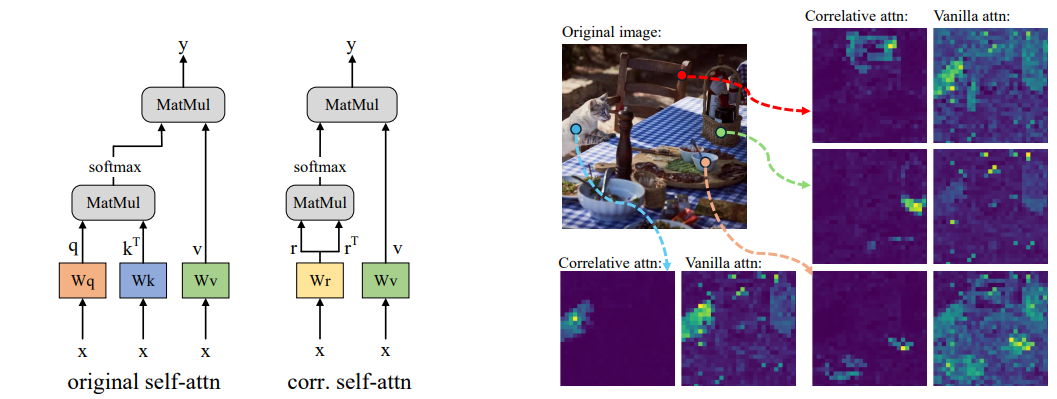 y
MatMul
softmax
MatMul
q
k^T
v
Wq
Wk
Wv
x
x
x
original self-attn
y
MatMul
softmax
MatMul
r
r^T
v
Wr
Wv
x
x
corr. self-attn
Original image:
Correlative attn:
Vanilla attn:
Correlative attn:
Vanilla attn: